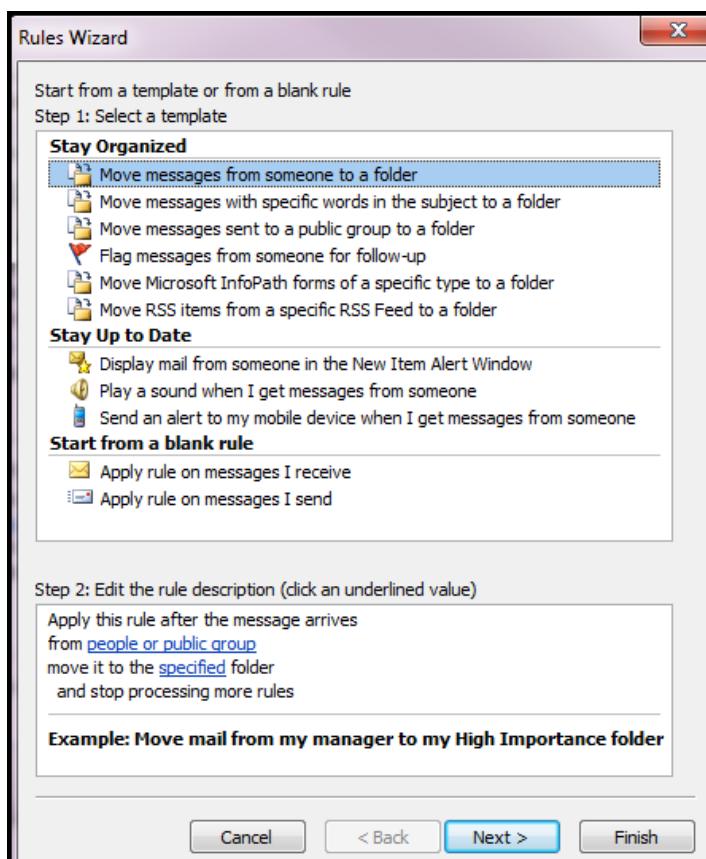 Rules Wizard
Start from a template or from a blank rule
Step 1: Select a template
Stay Organized
Move messages from someone to a folder
Move messages with specific words in the subject to a folder
Move messages sent to a public group to a folder
Flag messages from someone for follow-up
Move Microsoft InfoPath forms of a specific type to a folder
Move RSS items from a specific RSS Feed to a folder
Stay Up to Date
Display mail from someone in the New Item Alert Window
Play a sound when I get messages from someone
Send an alert to my mobile device when I get messages from someone
Start from a blank rule
Apply rule on messages I receive
Apply rule on messages I send
Step 2: Edit the rule description (click an underlined value)
Apply this rule after the message arrives
from people or public group
move it to the specified folder
and stop processing more rules
Example: Move mail from my manager to my High Importance folder
Cancel < Back Next > Finish